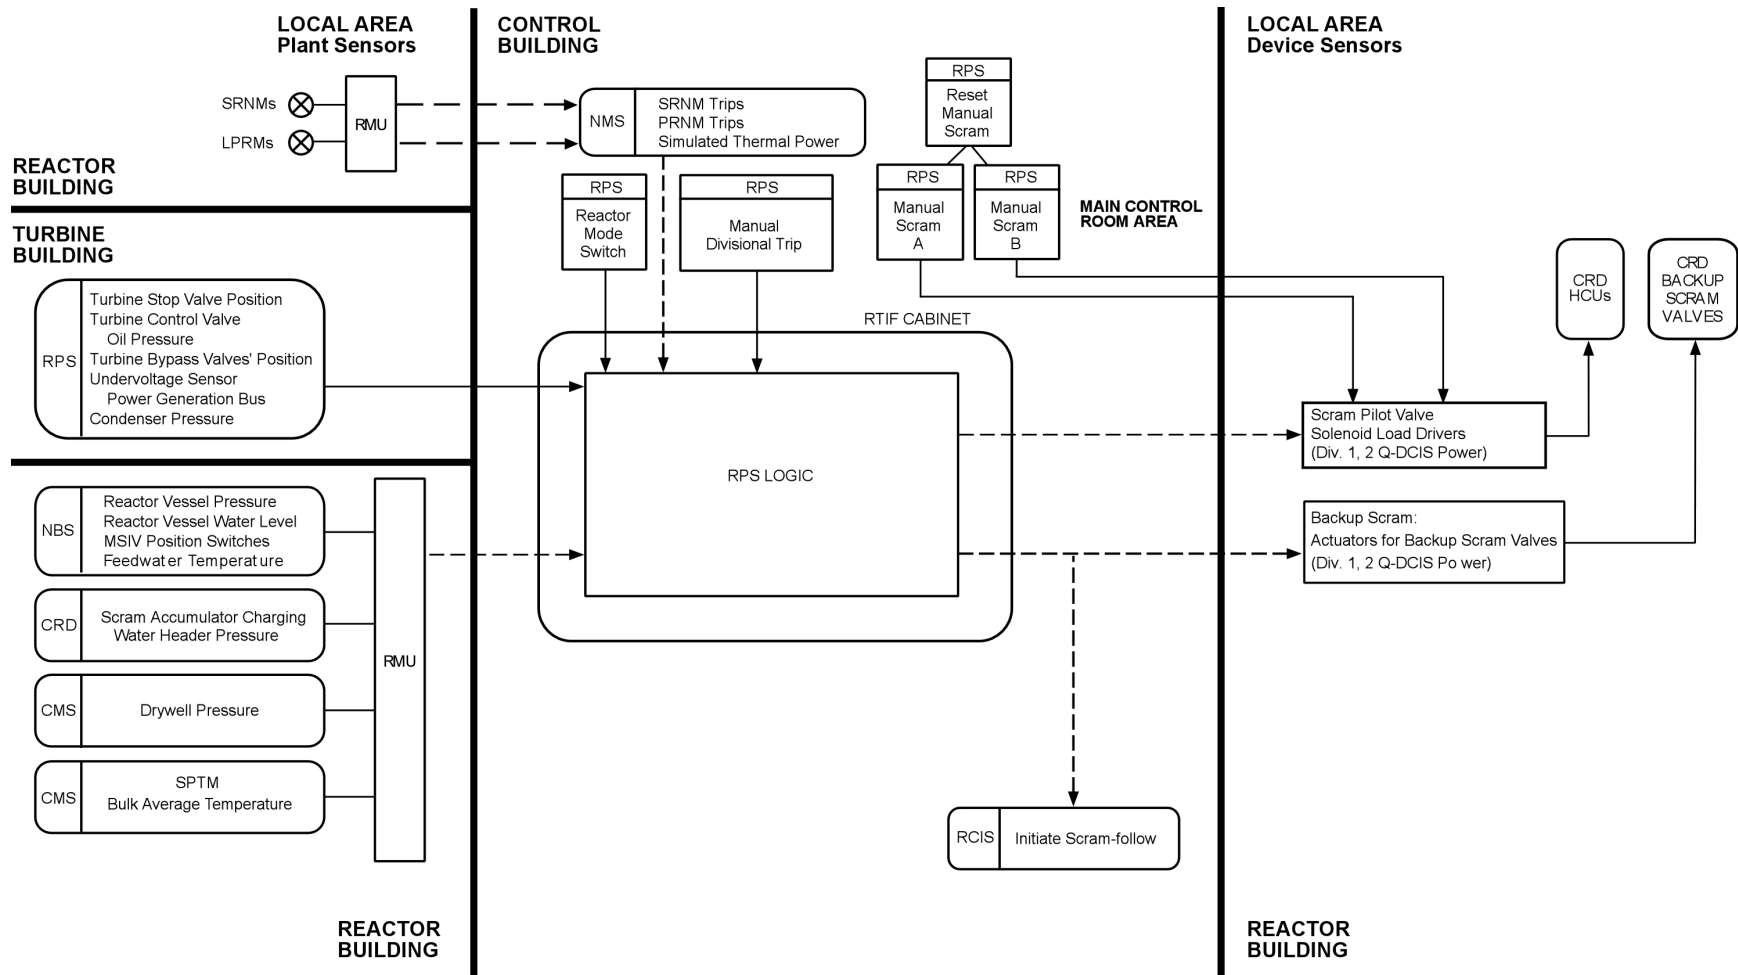 LOCAL AREA
Plant Sensors
SRNMs
LPRMs
RMU
REACTOR
BUILDING
TURBINE
BUILDING
RPS
Turbine Stop Valve Position
Turbine Control Valve
Oil Pressure
Turbine Bypass Valves' Position
Undervoltage Sensor
Power Generation Bus
Condenser Pressure
NBS
Reactor Vessel Pressure
Reactor Vessel Water Level
MSIV Position Switches
Feedwater Temperature
CRD
Scram Accumulator Charging
Water Header Pressure
CMS
Drywell Pressure
CMS
SPTM
Bulk Average Temperature
RMU
REACTOR
BUILDING
CONTROL
BUILDING
NMS
SRNM Trips
PRNM Trips
Simulated Thermal Power
RPS
Reactor
Mode
Switch
RPS
Manual
Divisional Trip
RPS
Reset
Manual
Scram
RPS
Manual
Scram
A
RPS
Manual
Scram
B
MAIN CONTROL
ROOM AREA
RTIF CABINET
RPS LOGIC
RCIS
Initiate Scram-follow
LOCAL AREA
Device Sensors
CRD
HCUs
CRD
BACKUP
SCRAM
VALVES
Scram Pilot Valve
Solenoid Load Drivers
(Div. 1, 2 Q-DCIS Power)
Backup Scram:
Actuators for Backup Scram Valves
(Div. 1, 2 Q-DCIS Po wer)
REACTOR
BUILDING